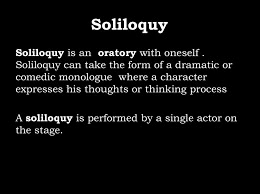 Soliloquy
Soliloquy is an oratory with oneself .
Soliloquy can take the form of a dramatic or
comedic monologue where a character
expresses his thoughts or thinking process
A soliloquy is performed by a single actor on
the stage.